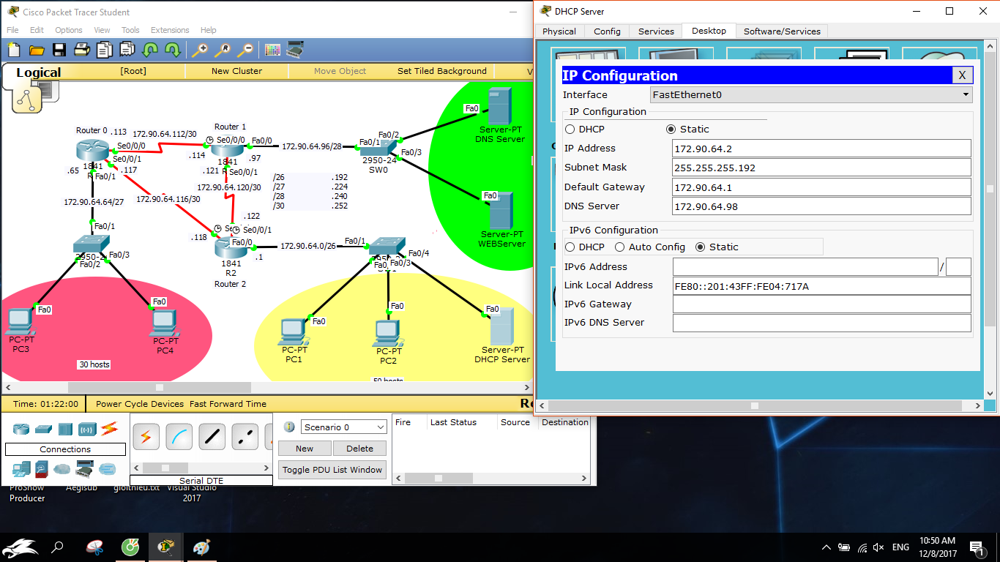 Cisco Packet Tracer Student
File Edit Options View Tools Extensions Help
Logical
[Root]
New Cluster
Move Object
Set Tiled Background
V
Router 0
.113
172.90.64.112/30
Se0/0/0
Se0/0/1
1841
.65
Fa0/1
.117
Router 1
Se0/0/0
Fa0/0
.114
1841
.97
.121
R
Se0/0/1
172.90.64.96/28
Fa0/1
Fa0/2
Fa0/3
2950-24
SW0
Fa0
Server-PT
DNS Server
Fa0
Server-PT
WEBServer
172.90.64.120/30
172.90.64.116/30
172.90.64.64/27
/26 .192
/27 .224
/28 .240
/30 .252
.122
Se0/0/1
.118
Fa0/0
.1
1841
R2
Router 2
172.90.64.0/26
Fa0/1
Fa0/4
Fa0/3
Fa0/1
Fa0/3
Fa0/2
Fa0
PC-PT
PC3
Fa0
PC-PT
PC4
30 hosts
Fa0
PC-PT
PC1
Fa0
PC-PT
PC2
Fa0
Server-PT
DHCP Server
50 hosts
Time: 01:22:00
Power Cycle Devices Fast Forward Time
Re
Connections
Serial DTE
Scenario 0
New
Delete
Toggle PDU List Window
Fire Last Status Source Destination
DHCP Server
Physical Config Services Desktop Software/Services
IP Configuration
X
Interface FastEthernet0
IP Configuration
DHCP Static
IP Address 172.90.64.2
Subnet Mask 255.255.255.192
Default Gateway 172.90.64.1
DNS Server 172.90.64.98
IPv6 Configuration
DHCP Auto Config Static
IPv6 Address /
Link Local Address FE80::201:43FF:FE04:717A
IPv6 Gateway
IPv6 DNS Server
ProShow
Producer
Aegisub
gioithieu.txt
Visual Studio
2017
ENG
10:50 AM
12/8/2017
1